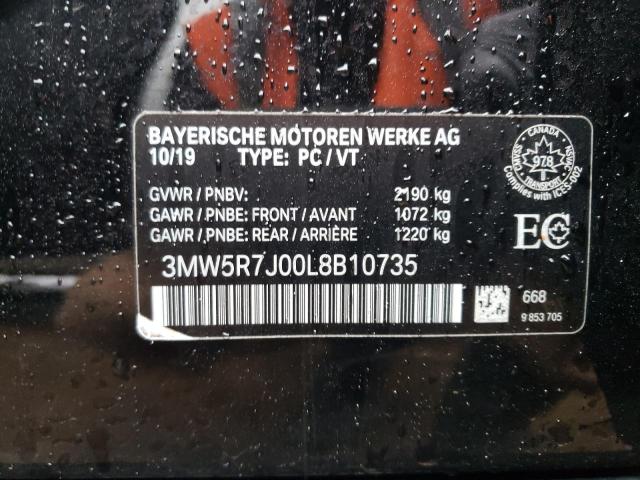 BAYERISCHE MOTOREN WERKE AG
10/19 TYPE: PC / VT
GVWR / PNBV: 2190 kg
GAWR / PNBE: FRONT / AVANT 1072 kg
GAWR / PNBE: REAR / ARRIÈRE 1220 kg
3MW5R7J00L8B10735
CANADA
978
TRANSPORT
Complies with ICES-002
EC
668
9 853 705